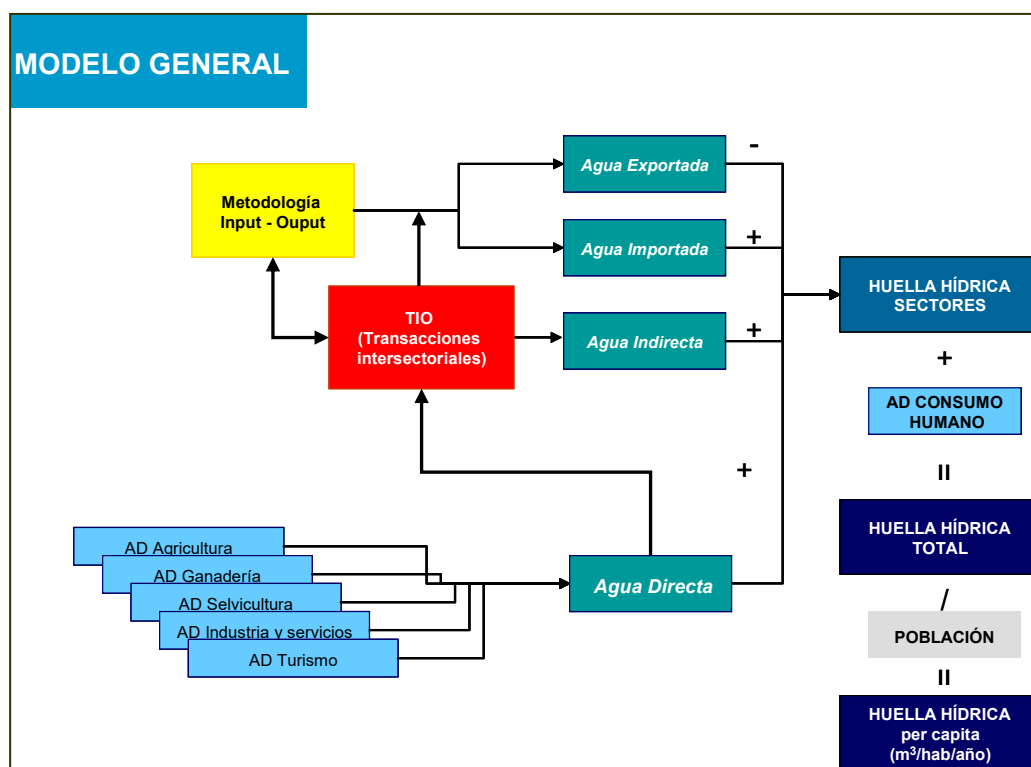 MODELO GENERAL
Metodología
Input - Ouput
TIO
(Transacciones
intersectoriales)
Agua Exportada
-
Agua Importada
+
Agua Indirecta
+
+
AD Agricultura
AD Ganadería
AD Selvicultura
AD Industria y servicios
AD Turismo
Agua Directa
HUELLA HÍDRICA
SECTORES
+
AD CONSUMO
HUMANO
=
HUELLA HÍDRICA
TOTAL
/
POBLACIÓN
=
HUELLA HÍDRICA
per capita
(m³/hab/año)